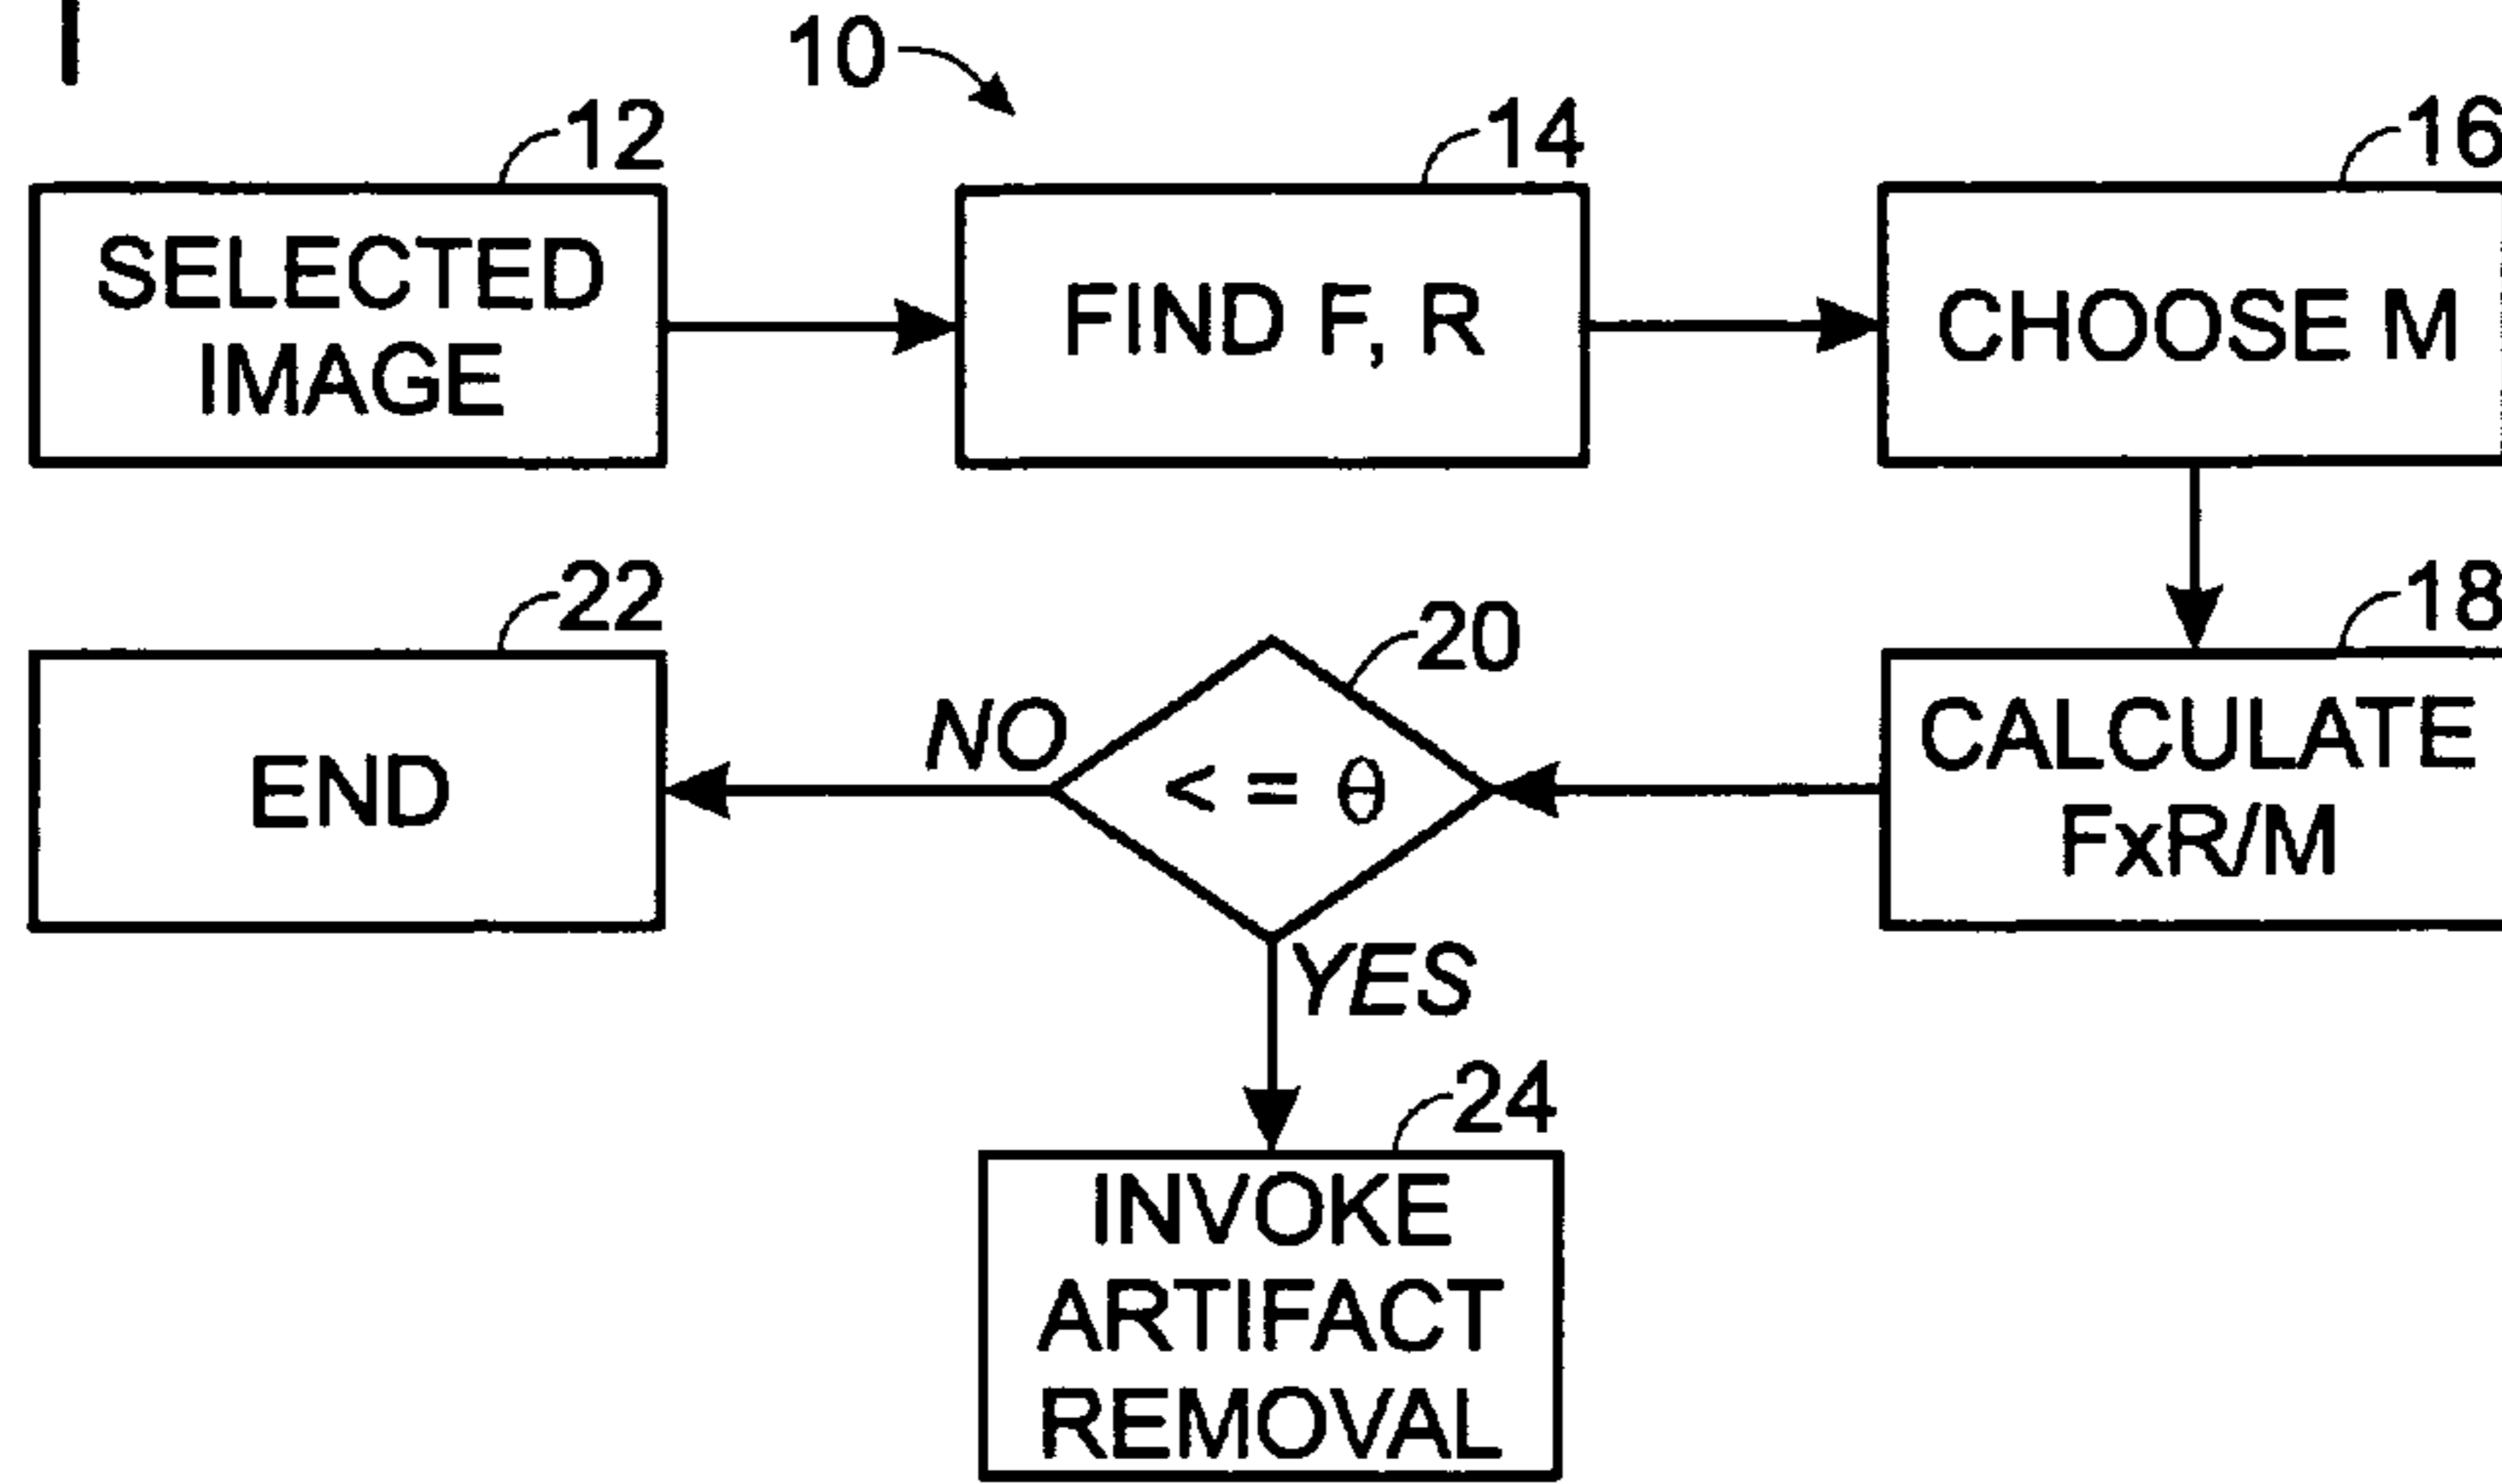 10
12
SELECTED
IMAGE
14
FIND F, R
16
CHOOSE M
18
CALCULATE
FxR/M
20
< = θ
NO
22
END
YES
24
INVOKE
ARTIFACT
REMOVAL